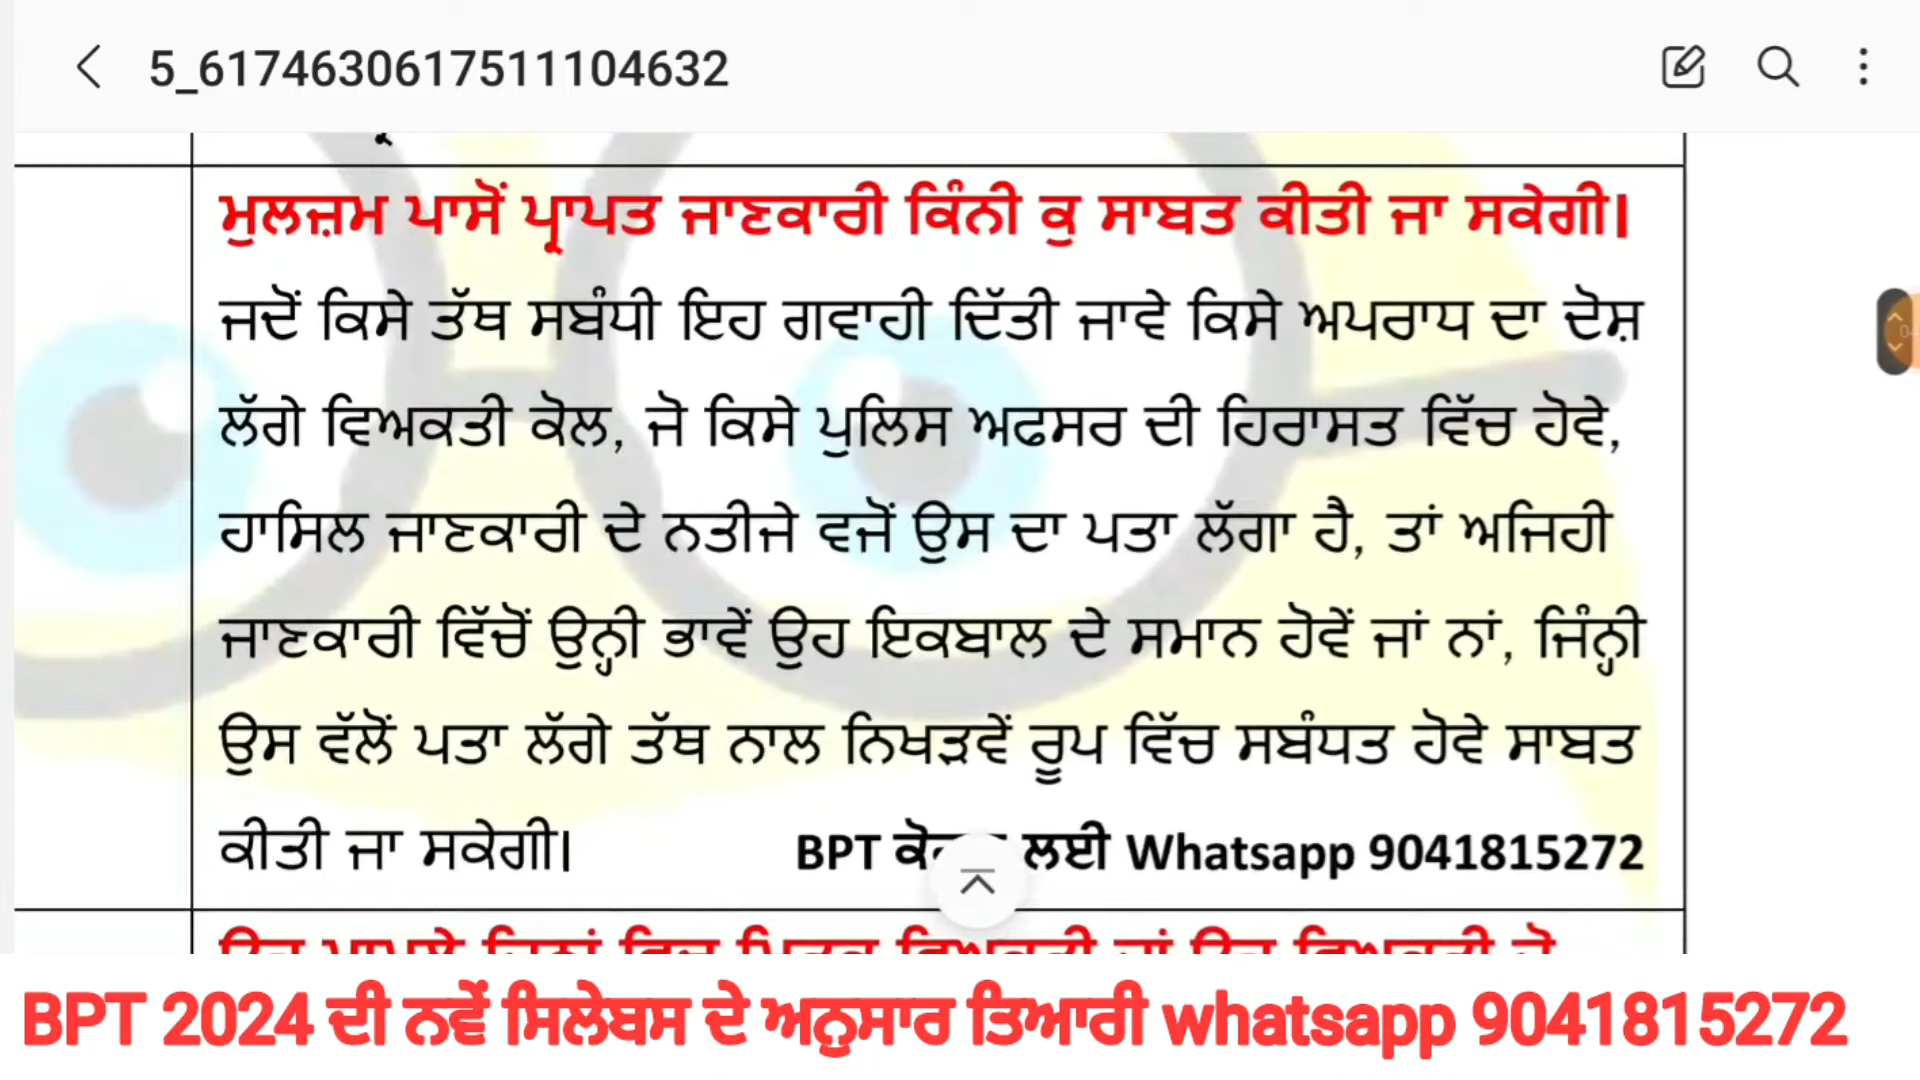 5_6174630617511104632
ਮੁਲਜ਼ਮ ਪਾਸੋਂ ਪ੍ਰਾਪਤ ਜਾਣਕਾਰੀ ਕਿੰਨੀ ਕੁ ਸਾਬਤ ਕੀਤੀ ਜਾ ਸਕੇਗੀ।
ਜਦੋਂ ਕਿਸੇ ਤੱਥ ਸਬੰਧੀ ਇਹ ਗਵਾਹੀ ਦਿੱਤੀ ਜਾਵੇ ਕਿਸੇ ਅਪਰਾਧ ਦਾ ਦੋਸ਼
ਲੱਗੇ ਵਿਅਕਤੀ ਕੋਲ, ਜੋ ਕਿਸੇ ਪੁਲਿਸ ਅਫਸਰ ਦੀ ਹਿਰਾਸਤ ਵਿੱਚ ਹੋਵੇ,
ਹਾਸਿਲ ਜਾਣਕਾਰੀ ਦੇ ਨਤੀਜੇ ਵਜੋਂ ਉਸ ਦਾ ਪਤਾ ਲੱਗਾ ਹੈ, ਤਾਂ ਅਜਿਹੀ
ਜਾਣਕਾਰੀ ਵਿੱਚੋਂ ਉਨ੍ਹੀ ਭਾਵੇਂ ਉਹ ਇਕਬਾਲ ਦੇ ਸਮਾਨ ਹੋਵੇਂ ਜਾਂ ਨਾਂ, ਜਿੰਨ੍ਹੀ
ਉਸ ਵੱਲੋਂ ਪਤਾ ਲੱਗੇ ਤੱਥ ਨਾਲ ਨਿਖੜਵੇਂ ਰੂਪ ਵਿੱਚ ਸਬੰਧਤ ਹੋਵੇ ਸਾਬਤ
ਕੀਤੀ ਜਾ ਸਕੇਗੀ। BPT ਲਈ Whatsapp 9041815272
BPT 2024 ਦੀ ਨਵੇਂ ਸਿਲੇਬਸ ਦੇ ਅਨੁਸਾਰ ਤਿਆਰੀ whatsapp 9041815272